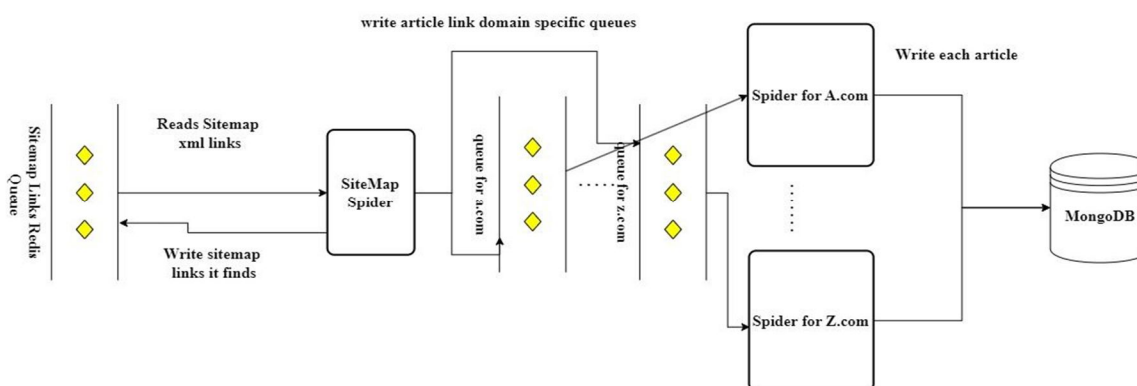 write article link domain specific queues
Write each article
Sitemap Links Redis
Queue
Reads Sitemap
xml links
SiteMap
Spider
Write sitemap
links it finds
queue for a.com
queue for z.com
Spider for A.com
Spider for Z.com
MongoDB